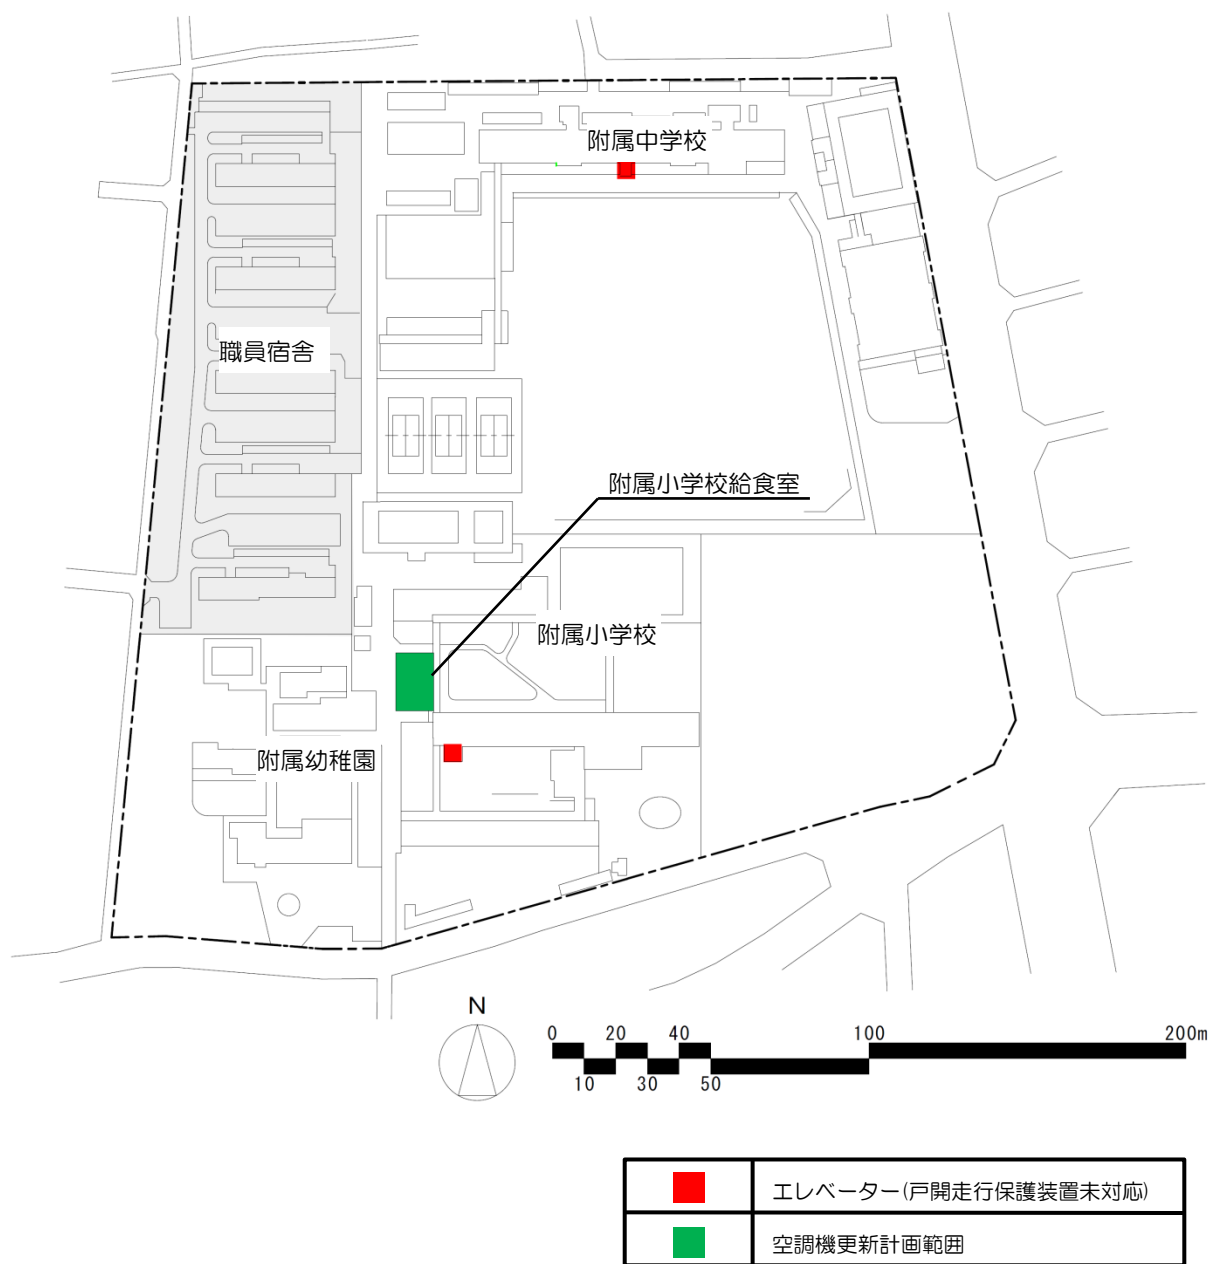 附属中学校
職員宿舎
附属小学校給食室
附属小学校
附属幼稚園
N
0 20 40 100 200m
10 30 50
エレベーター(戸開走行保護装置未対応)
空調機更新計画範囲